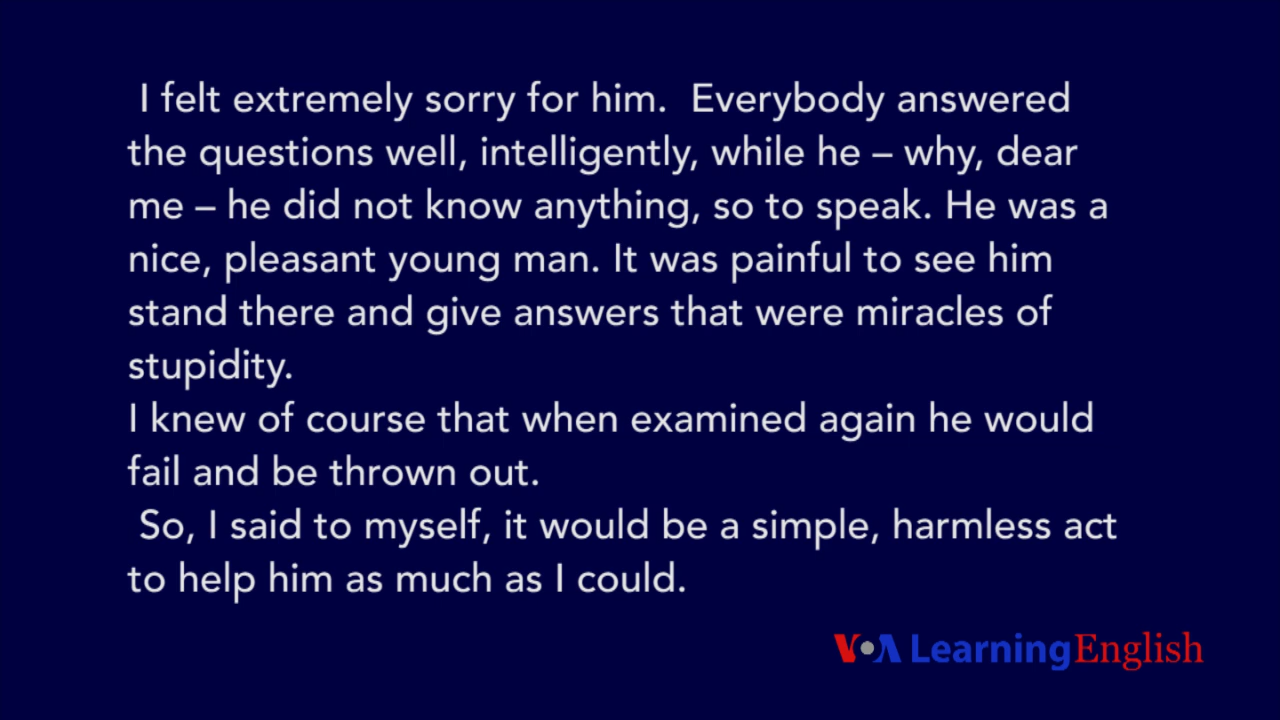 I felt extremely sorry for him. Everybody answered
the questions well, intelligently, while he – why, dear
me – he did not know anything, so to speak. He was a
nice, pleasant young man. It was painful to see him
stand there and give answers that were miracles of
stupidity.
I knew of course that when examined again he would
fail and be thrown out.
So, I said to myself, it would be a simple, harmless act
to help him as much as I could.
VOA Learning English